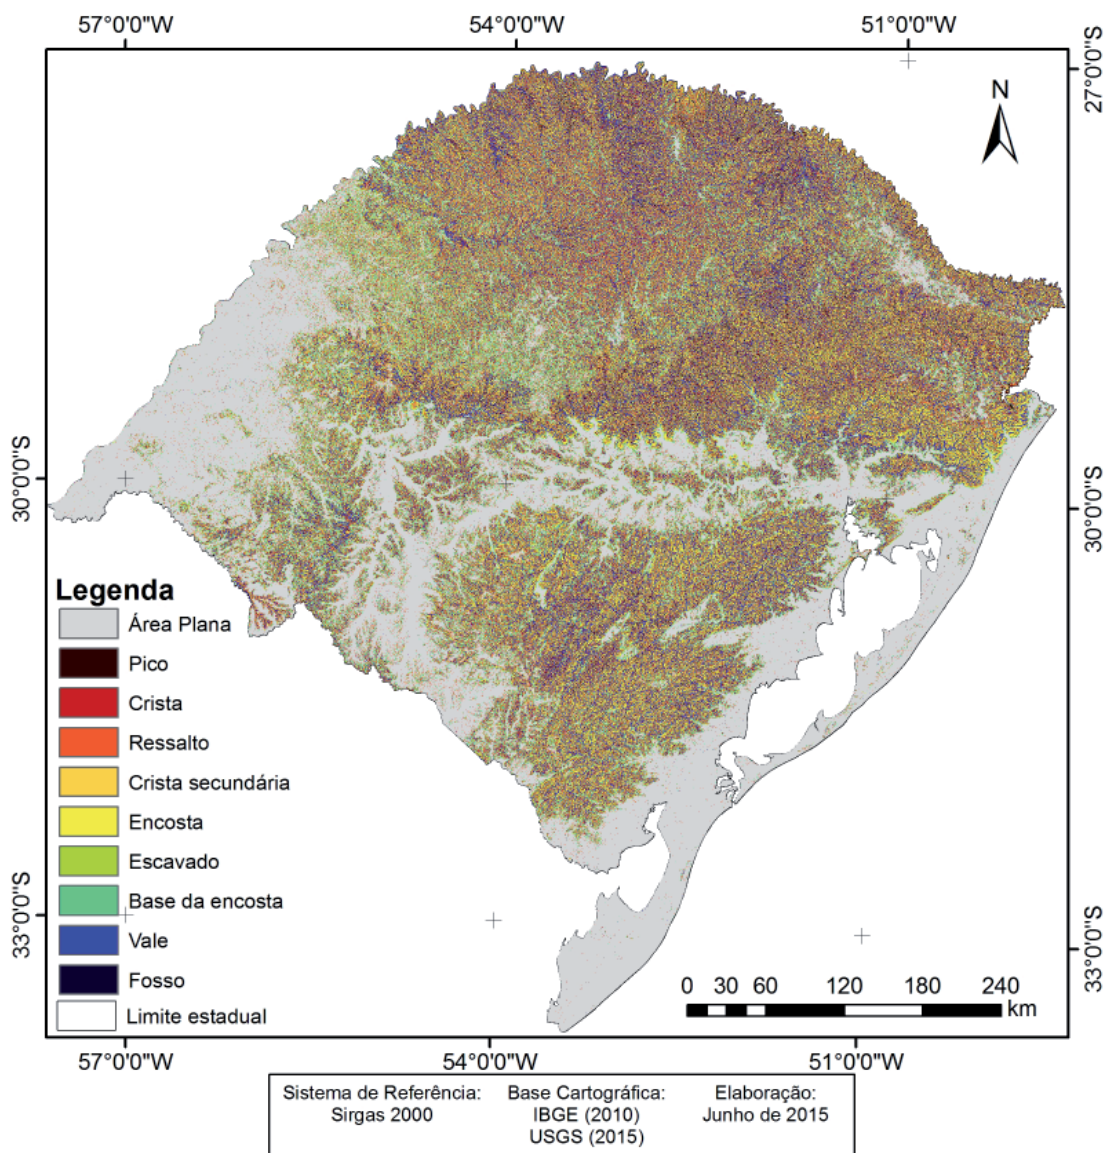 57°0'0"W
54°0'0"W
51°0'0"W
27°0'0"S
N
30°0'0"S
30°0'0"S
Legenda
Área Plana
Pico
Crista
Ressalto
Crista secundária
Encosta
Escavado
Base da encosta
Vale
Fosso
Limite estadual
33°0'0"S
33°0'0"S
0 30 60 120 180 240
km
57°0'0"W
54°0'0"W
51°0'0"W
Sistema de Referência:
Sirgas 2000
Base Cartográfica:
IBGE (2010)
USGS (2015)
Elaboração:
Junho de 2015